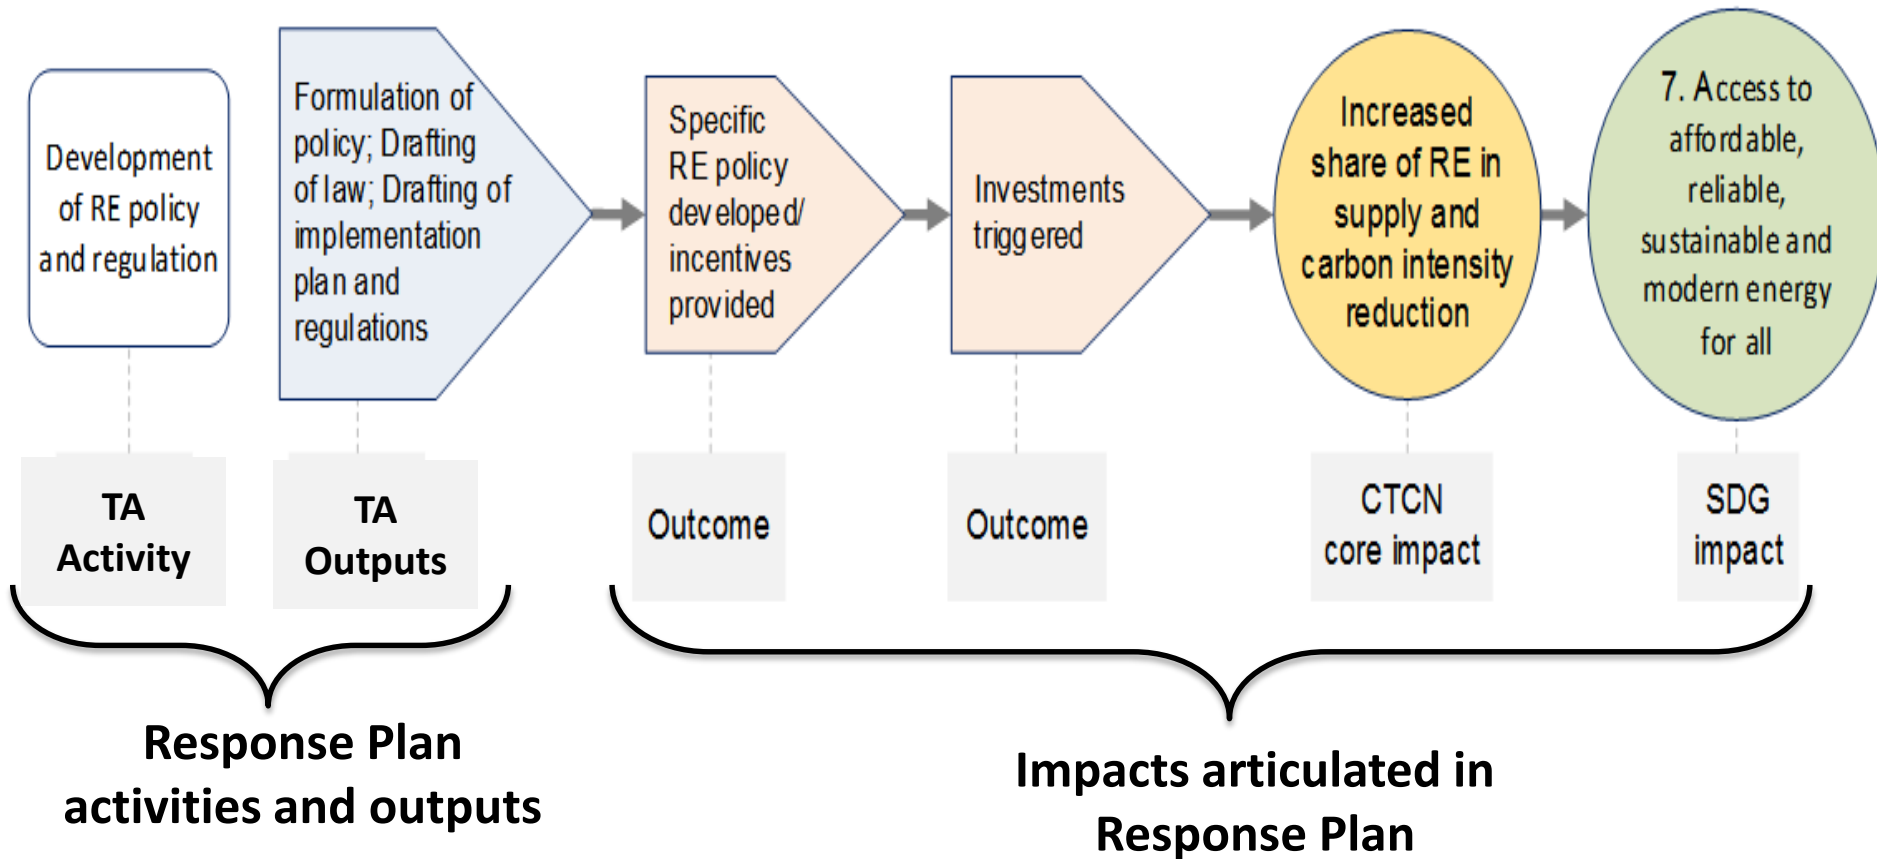 Development
of RE policy
and regulation
Formulation of
policy; Drafting
of law; Drafting of
implementation
plan and
regulations
Specific
RE policy
developed/
incentives
provided
Investments
triggered
Increased
share of RE in
supply and
carbon intensity
reduction
7. Access to
affordable,
reliable,
sustainable and
modern energy
for all
TA
Activity
TA
Outputs
Outcome
Outcome
CTCN
core impact
SDG
impact
Response Plan
activities and outputs
Impacts articulated in
Response Plan